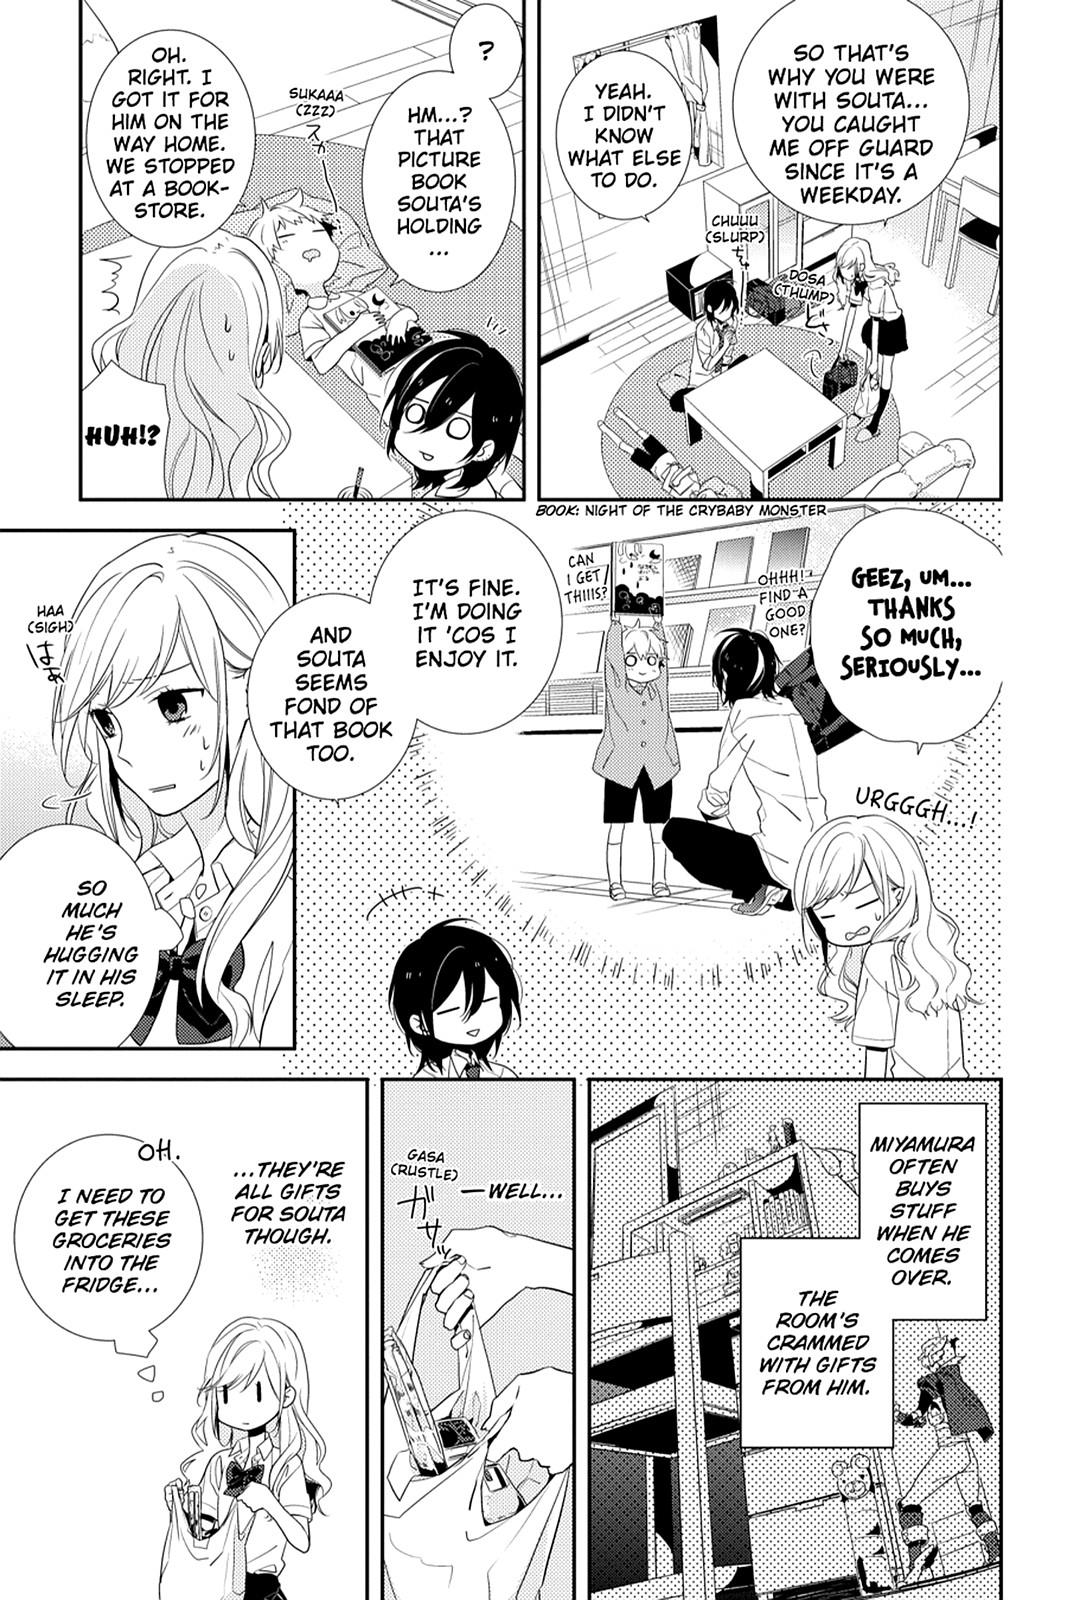 SO THAT'S
WHY YOU WERE
WITH SOUTA...
YOU CAUGHT
ME OFF GUARD
SINCE IT'S A
WEEKDAY.
YEAH.
I DIDN'T
KNOW
WHAT ELSE
TO DO.
CHUUU
(SLURP)
DOSA
(THUMP)
?
HM...?
THAT
PICTURE
BOOK
SOUTA'S
HOLDING
...
SUKAAA
(ZZZ)
OH.
RIGHT. I
GOT IT FOR
HIM ON THE
WAY HOME.
WE STOPPED
AT A BOOK-
STORE.
HUH!?
BOOK: NIGHT OF THE CRYBABY MONSTER
GEEZ, UM...
THANKS
SO MUCH,
SERIOUSLY...
OHHH!
FIND A
GOOD
ONE?
CAN
I GET
THIIIS?
URGGGH...!
IT'S FINE.
I'M DOING
IT 'COS I
ENJOY IT.
AND
SOUTA
SEEMS
FOND OF
THAT BOOK
TOO.
HAA
(SIGH)
はぁ
SO
MUCH
HE'S
HUGGING
IT IN HIS
SLEEP.
MIYAMURA
OFTEN
BUYS
STUFF
WHEN HE
COMES
OVER.
THE
ROOM'S
CRAMMED
WITH GIFTS
FROM HIM.
GASA
(RUSTLE)
ガサ
—WELL...
...THEY'RE
ALL GIFTS
FOR SOUTA
THOUGH.
OH.
I NEED TO
GET THESE
GROCERIES
INTO THE
FRIDGE...